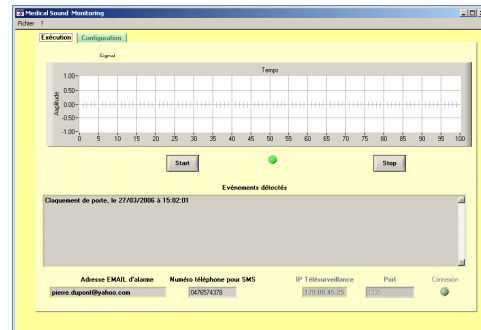 Medical Sound Monitoring
Fichier ?
Exécution Configuration
Signal
Temps
Amplitude
1.00
0.50
0.00
-0.50
-1.00
0 5 10 15 20 25 30 35 40 45 50 55 60 65 70 75 80 85 90 95 100
Start Stop
Evénements détectés
Claquement de porte, le 27/03/2006 à 15:02:01
Adresse EMAIL d'alarme Numéro téléphone pour SMS IP Télésurveillance Port Connexion
pierre.dupont@yahoo.com 0476574378 129.88.45.25 1235